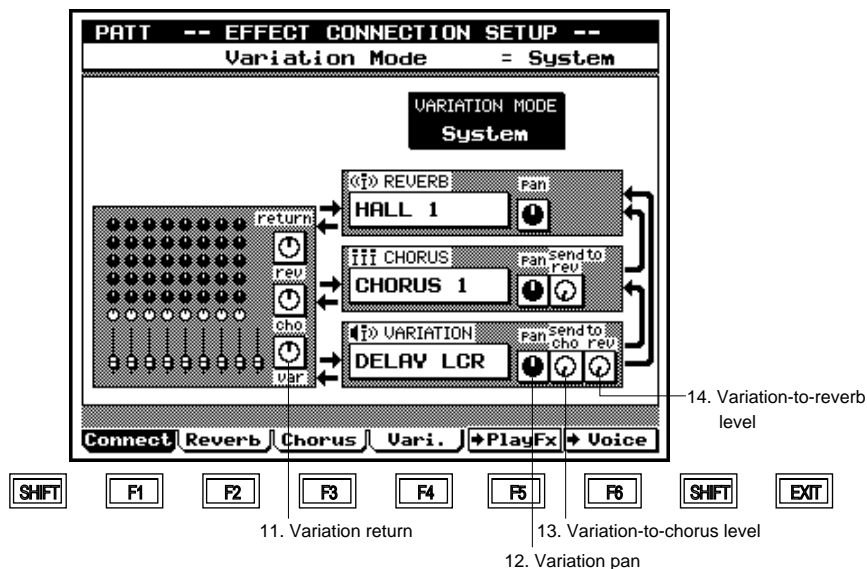 PATT -- EFFECT CONNECTION SETUP --
Variation Mode = System
VARIATION MODE
System
REVERB
pan
HALL 1
return
CHORUS
pan
send to
rev
CHORUS 1
rev
cho
VARIATION
pan
send to
cho rev
DELAY LCR
var
14. Variation-to-reverb
level
Connect Reverb Chorus Vari. ➔PlayFx ➔ Voice
SHIFT F1 F2 F3 F4 F5 F6 SHIFT EXIT
11. Variation return
13. Variation-to-chorus level
12. Variation pan